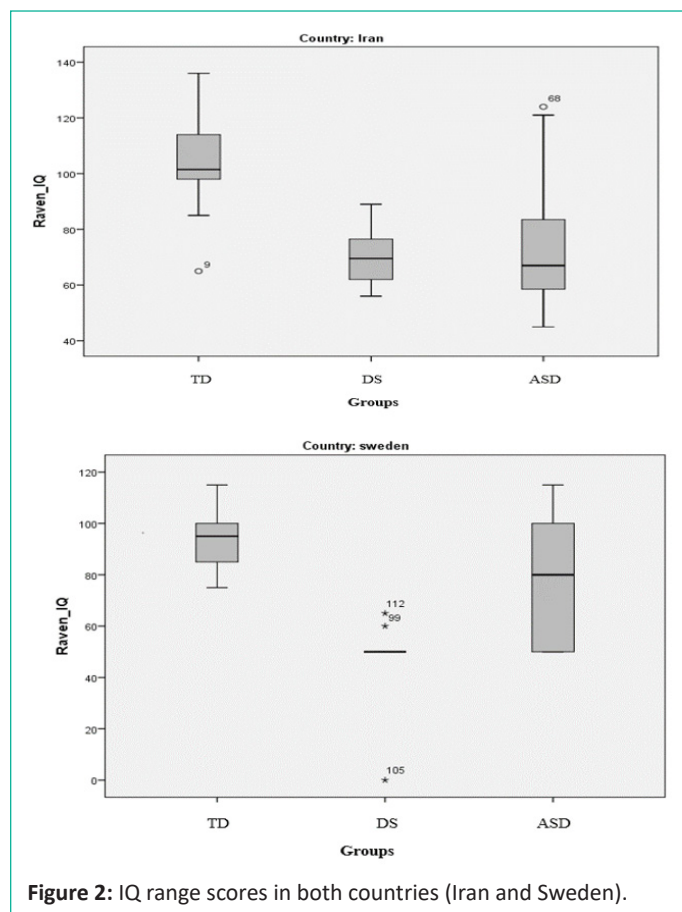 Country: Iran
140
120
100
80
60
40
Raven_IQ
68
9
TD DS ASD
Groups
Country: sweden
120
100
80
60
40
20
0
Raven_IQ
112
99
105
TD DS ASD
Groups
Figure 2: IQ range scores in both countries (Iran and Sweden).